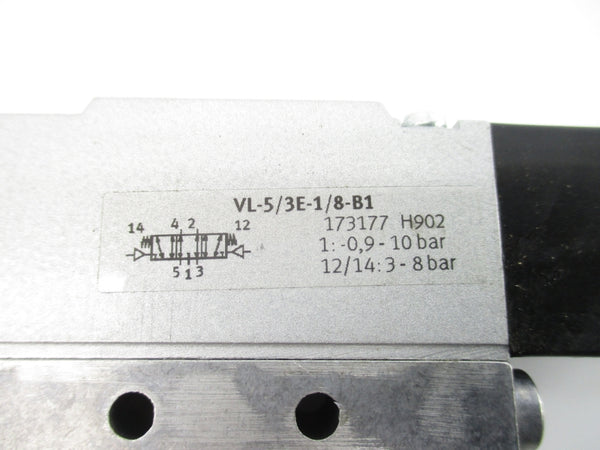 VL-5/3E-1/8-B1
173177 H902
1:-0,9-10 bar
12/14:3-8 bar
14 4 2 12
5 1 3